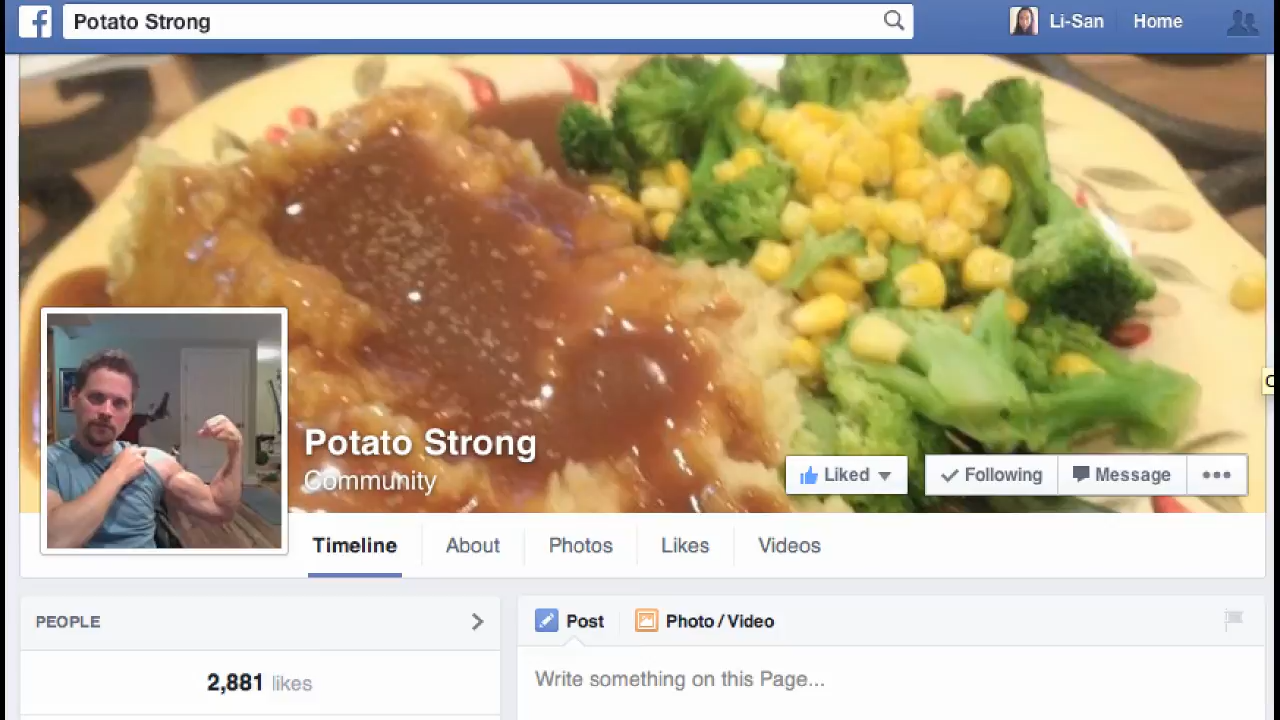 Potato Strong
Li-San
Home
Potato Strong
Community
Liked
Following
Message
Timeline
About
Photos
Likes
Videos
PEOPLE
Post
Photo / Video
2,881 likes
Write something on this Page...